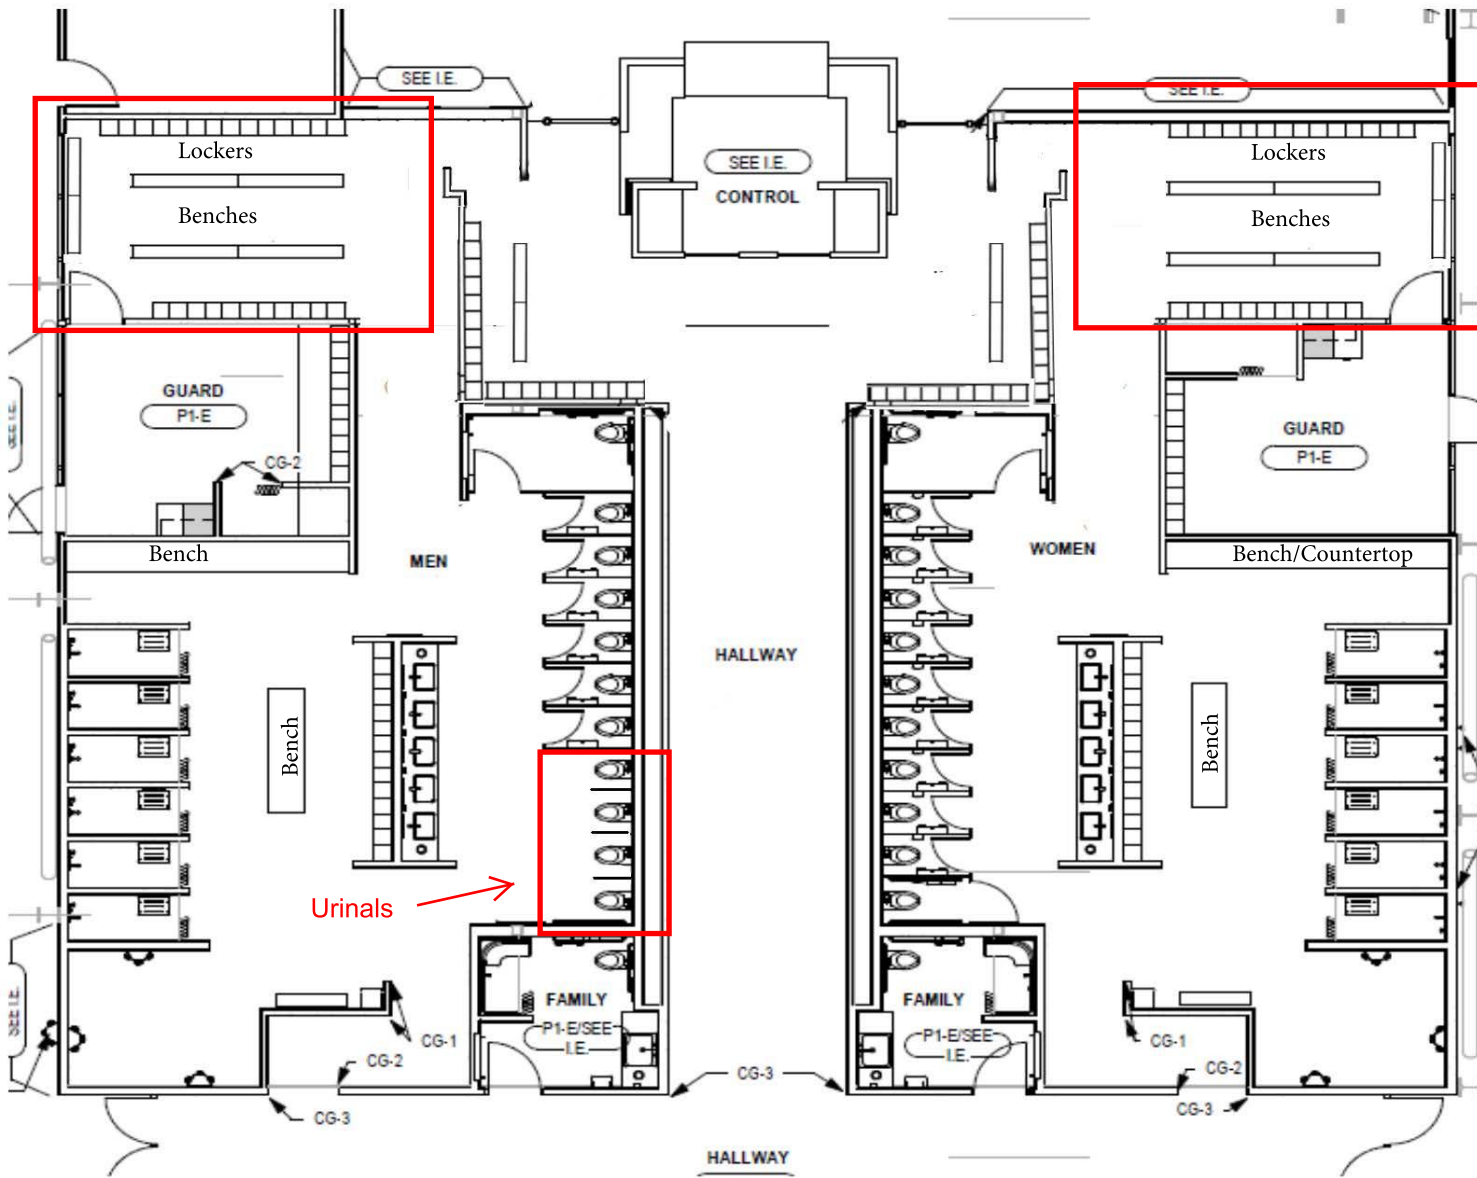 SEE I.E.
SEE I.E.
Lockers
SEE I.E.
CONTROL
Lockers
Benches
Benches
GUARD
P1-E
SEE I.E.
GUARD
P1-E
CG-2
Bench
MEN
WOMEN
Bench/Countertop
HALLWAY
Bench
Bench
Urinals
SEE I.E.
FAMILY
P1-E/SEE
I.E.
FAMILY
P1-E/SEE
I.E.
CG-1
CG-1
CG-2
CG-3
CG-2
CG-3
CG-3
HALLWAY